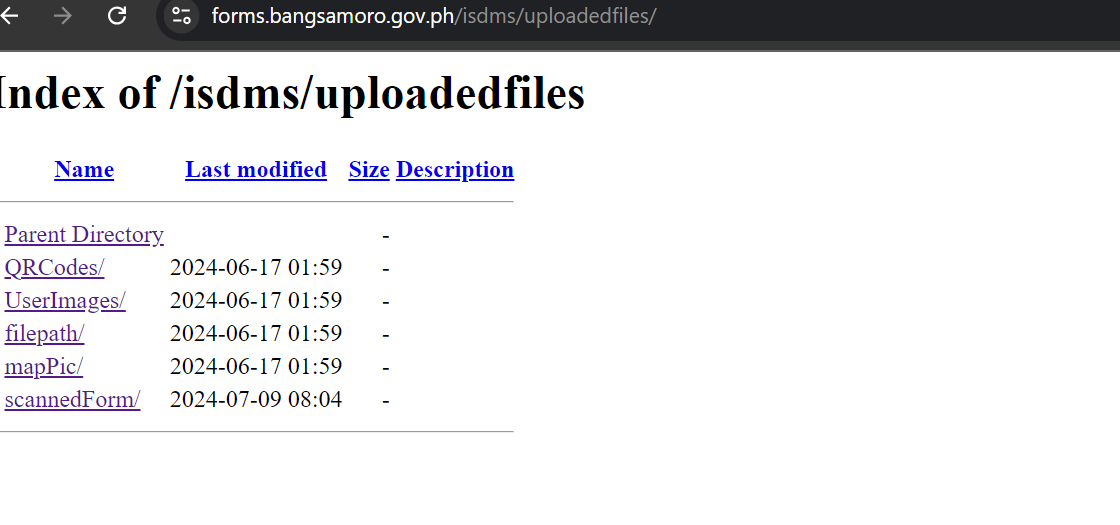 forms.bangsamoro.gov.ph/isdms/uploadedfiles/
Index of /isdms/uploadedfiles
Name Last modified Size Description
Parent Directory -
QRCodes/ 2024-06-17 01:59 -
UserImages/ 2024-06-17 01:59 -
filepath/ 2024-06-17 01:59 -
mapPic/ 2024-06-17 01:59 -
scannedForm/ 2024-07-09 08:04 -